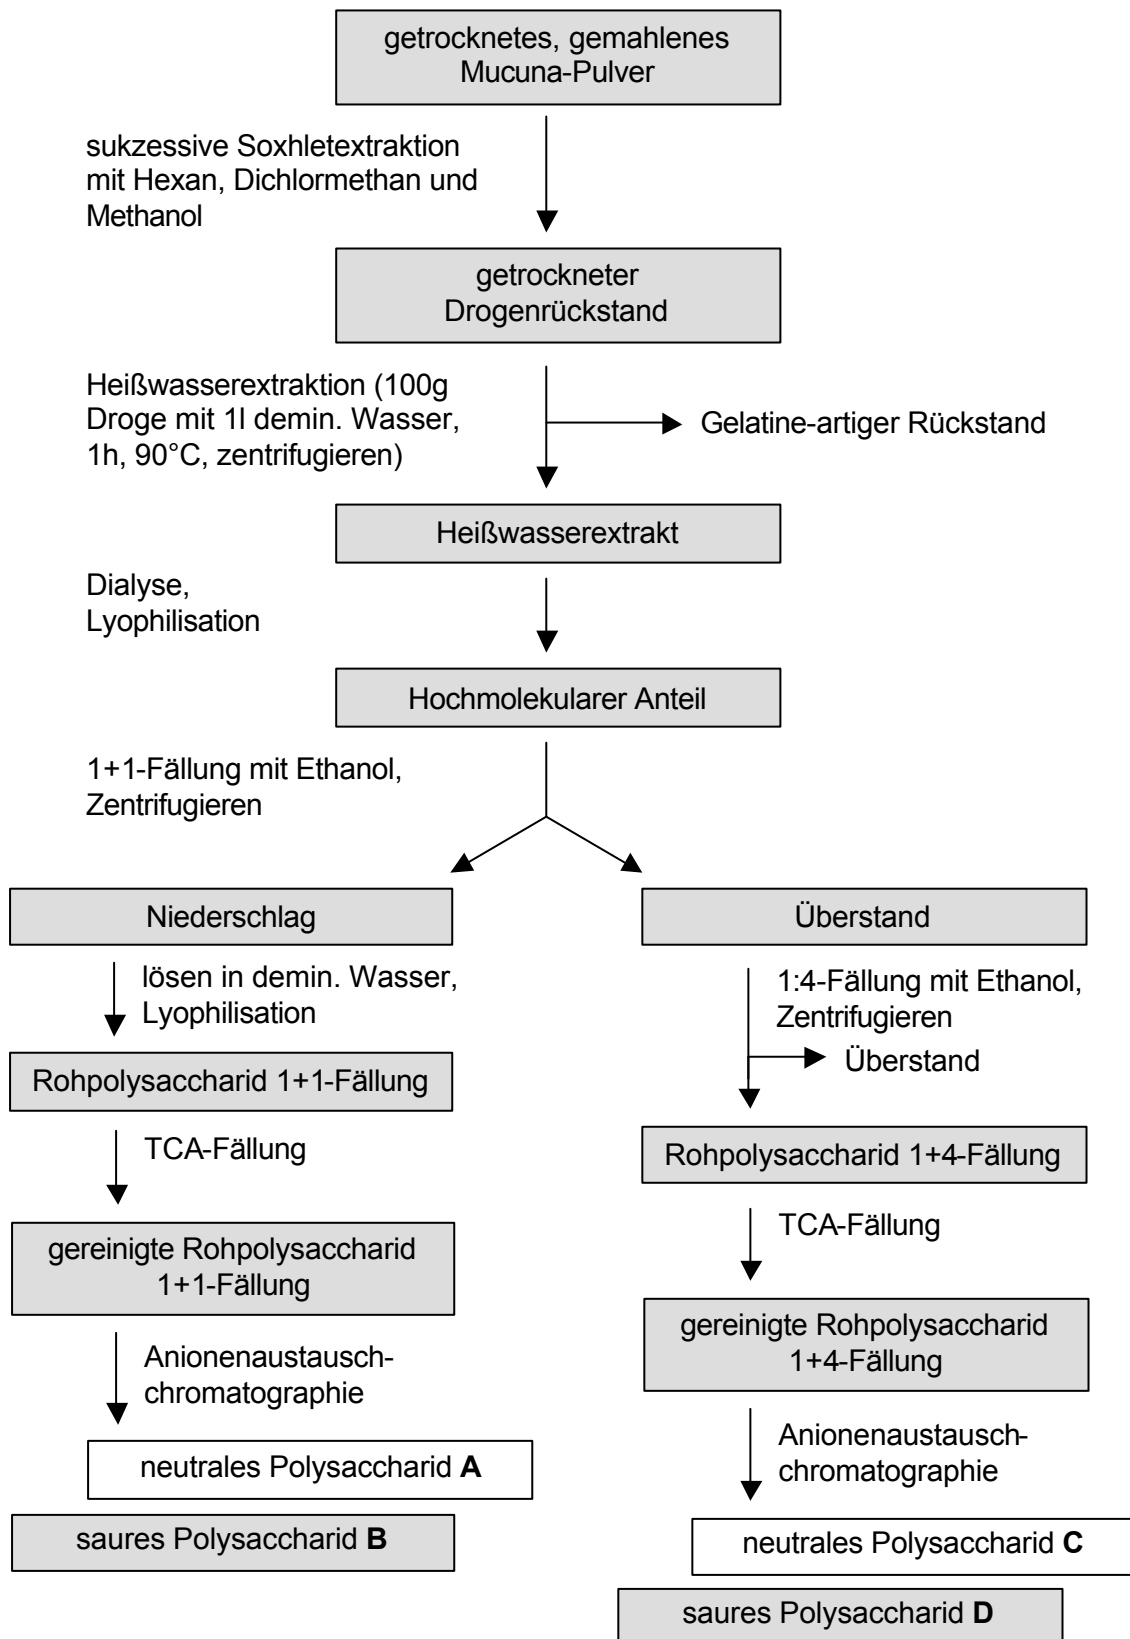 getrocknetes, gemahlenes
Mucuna-Pulver
sukzessive Soxhletextraktion
mit Hexan, Dichlormethan und
Methanol
getrockneter
Drogenrückstand
Heißwasserextraktion (100g
Droge mit 1l demin. Wasser,
1h, 90°C, zentrifugieren)
Gelatine-artiger Rückstand
Heißwasserextrakt
Dialyse,
Lyophilisation
Hochmolekularer Anteil
1+1-Fällung mit Ethanol,
Zentrifugieren
Niederschlag
lösen in demin. Wasser,
Lyophilisation
Rohpolysaccharid 1+1-Fällung
TCA-Fällung
gereinigte Rohpolysaccharid
1+1-Fällung
Anionenaustausch-
chromatographie
neutrales Polysaccharid A
saures Polysaccharid B
Überstand
1:4-Fällung mit Ethanol,
Zentrifugieren
Überstand
Rohpolysaccharid 1+4-Fällung
TCA-Fällung
gereinigte Rohpolysaccharid
1+4-Fällung
Anionenaustausch-
chromatographie
neutrales Polysaccharid C
saures Polysaccharid D